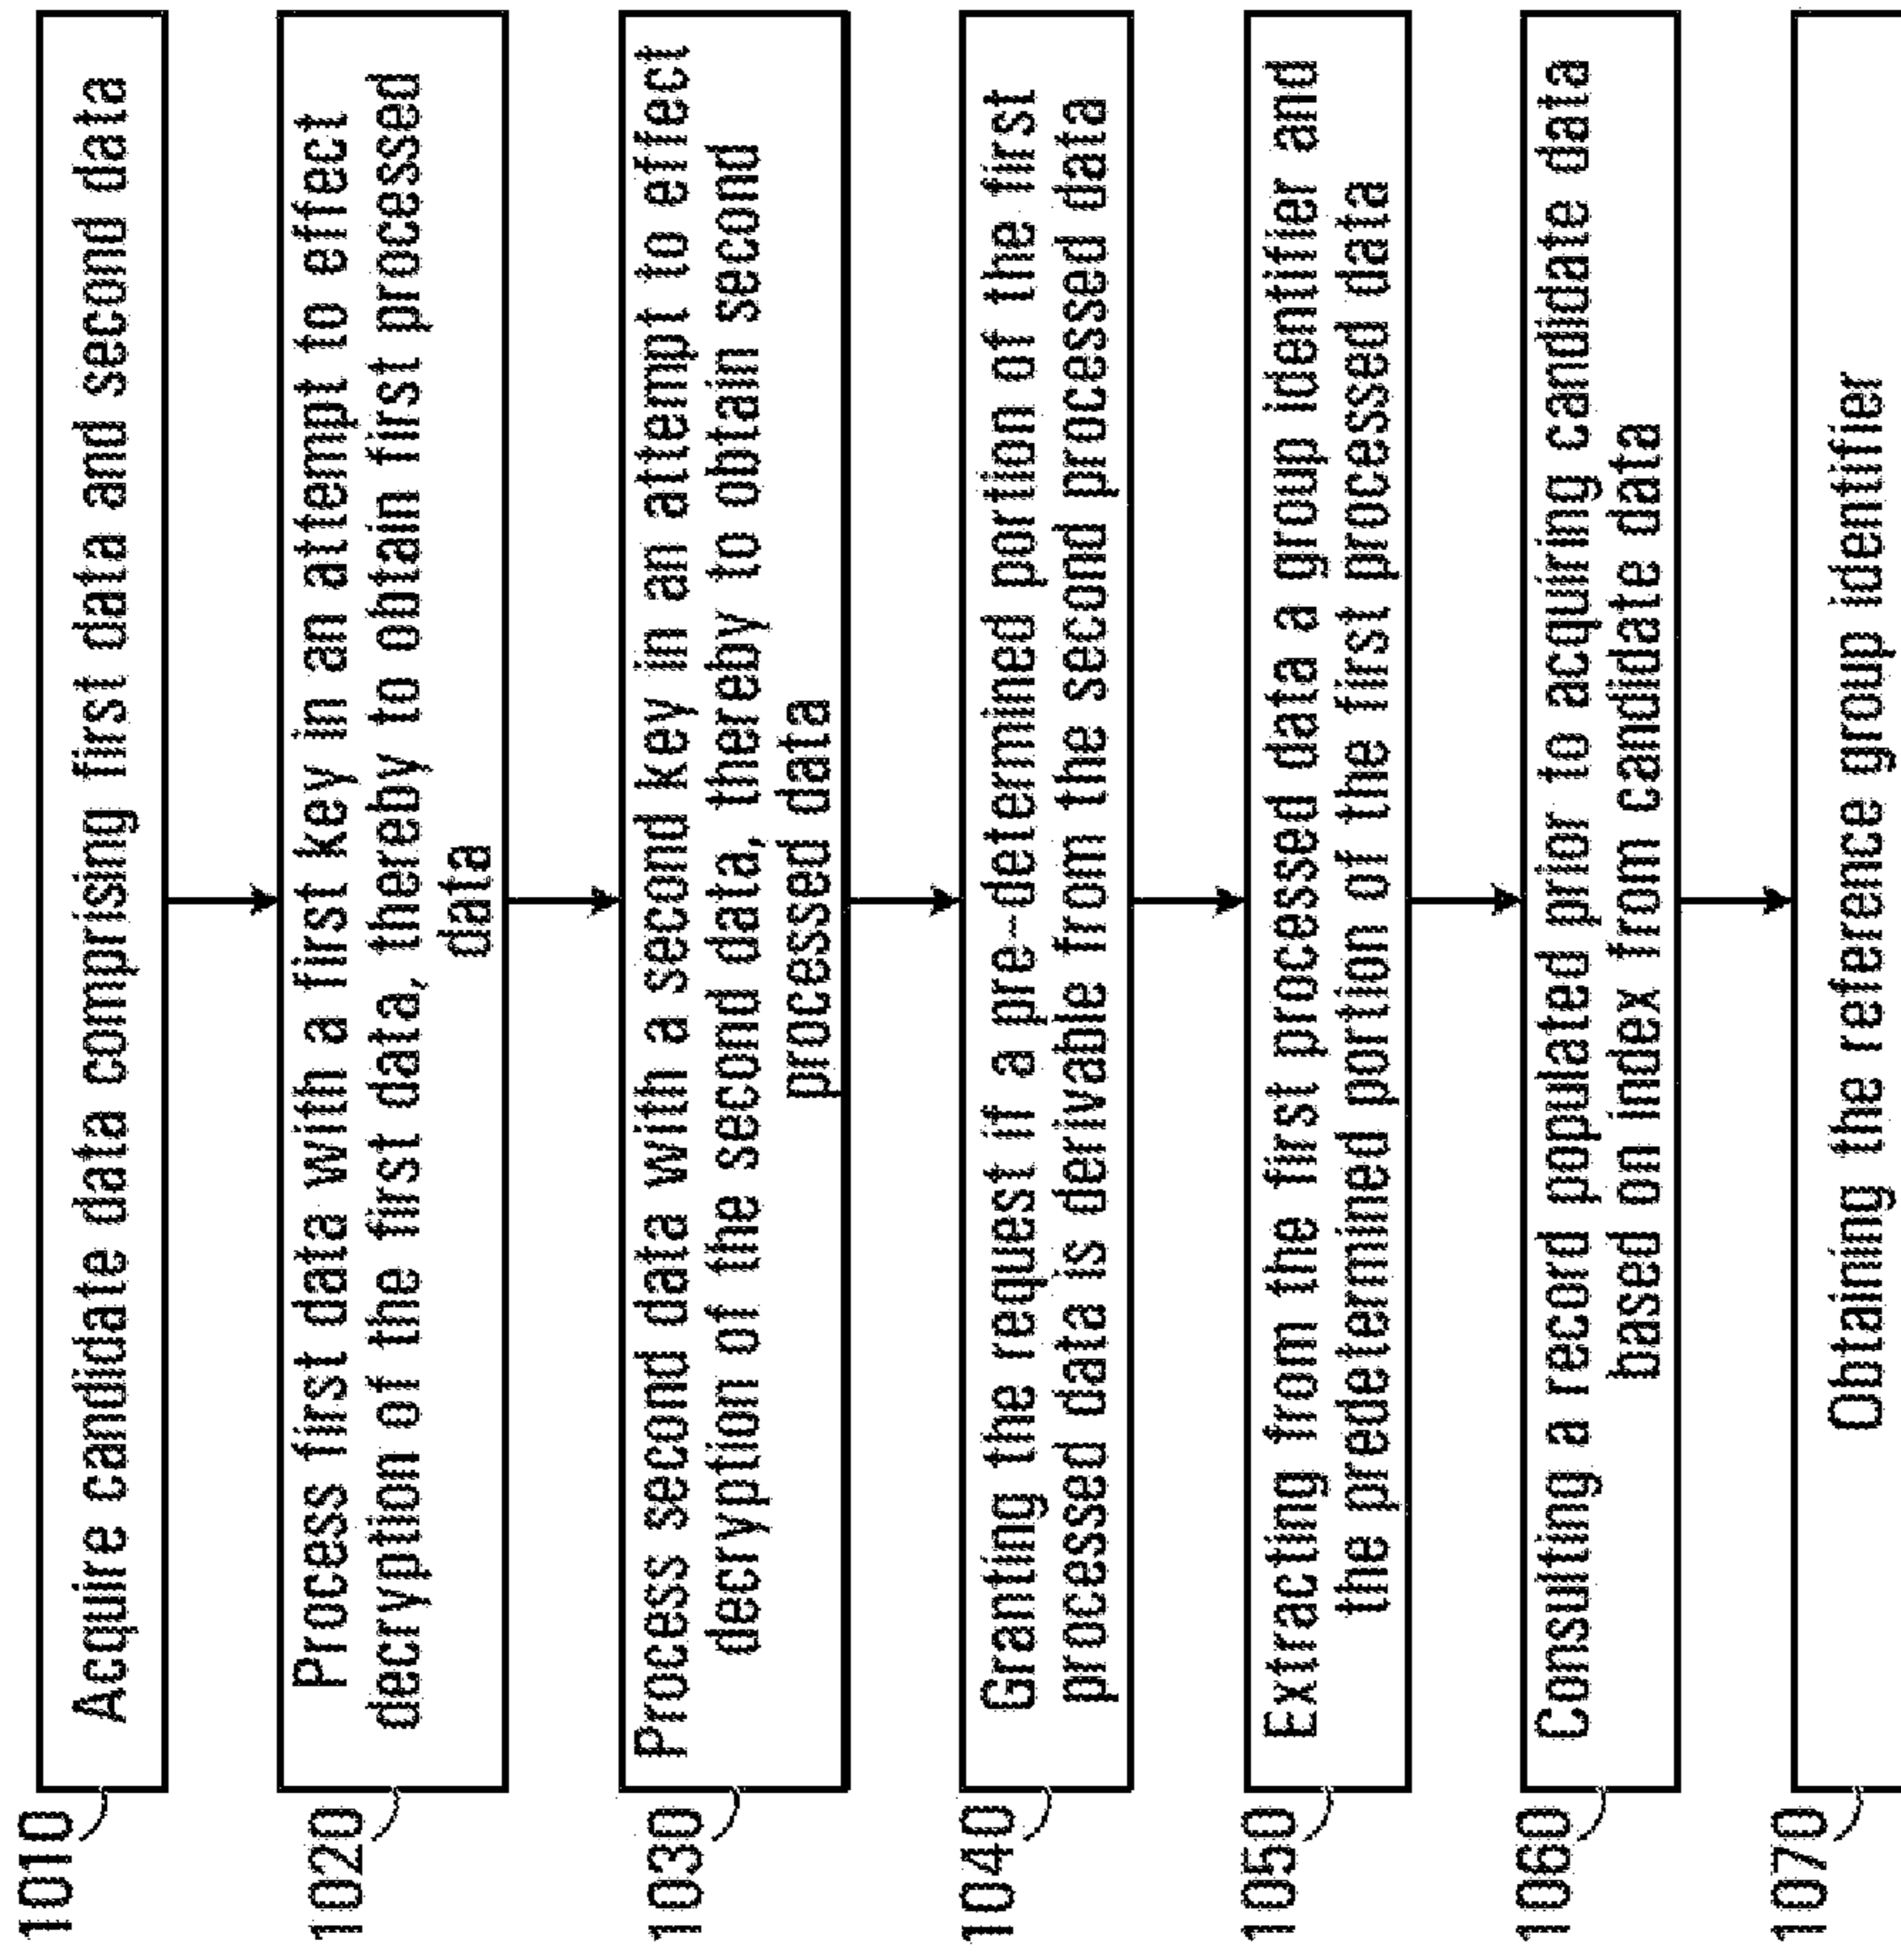 1010
Acquire candidate data comprising first data and second data
1020
Process first data with a first key in an attempt to effect
decryption of the first data, thereby to obtain first processed
data
1030
Process second data with a second key in an attempt to effect
decryption of the second data, thereby to obtain second
processed data
1040
Granting the request if a pre-determined portion of the first
processed data is derivable from the second processed data
1050
Extracting from the first processed data a group identifier and
the predetermined portion of the first processed data
1060
Consulting a record populated prior to acquiring candidate data
based on index from candidate data
1070
Obtaining the reference group identifier